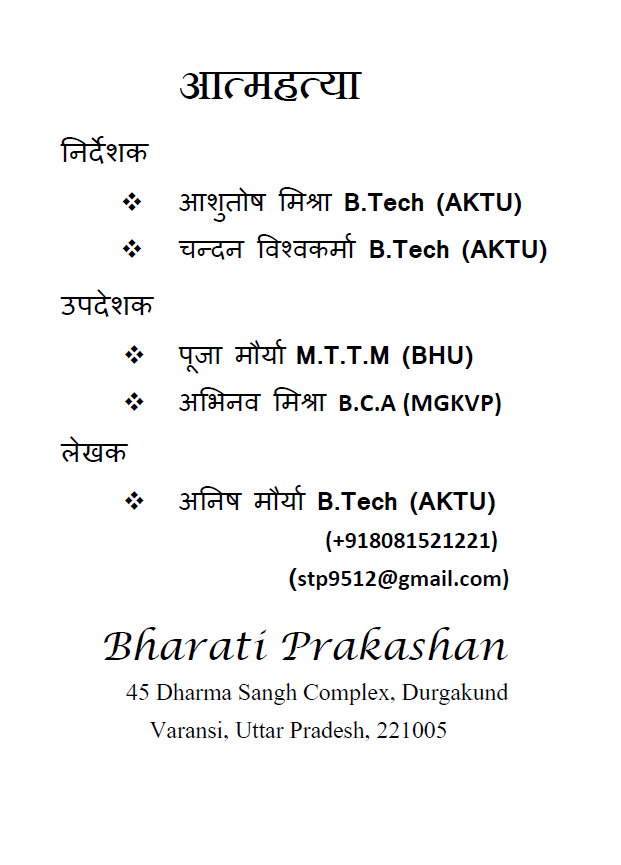 आत्महत्या
निर्देशक
❖ आशुतोष मिश्रा B.Tech (AKTU)
❖ चन्दन विश्वकर्मा B.Tech (AKTU)
उपदेशक
❖ पूजा मौर्या M.T.T.M (BHU)
❖ अभिनव मिश्रा B.C.A (MGKVP)
लेखक
❖ अनिष मौर्या B.Tech (AKTU)
(+918081521221)
(stp9512@gmail.com)
Bharati Prakashan
45 Dharma Sangh Complex, Durgakund
Varansi, Uttar Pradesh, 221005